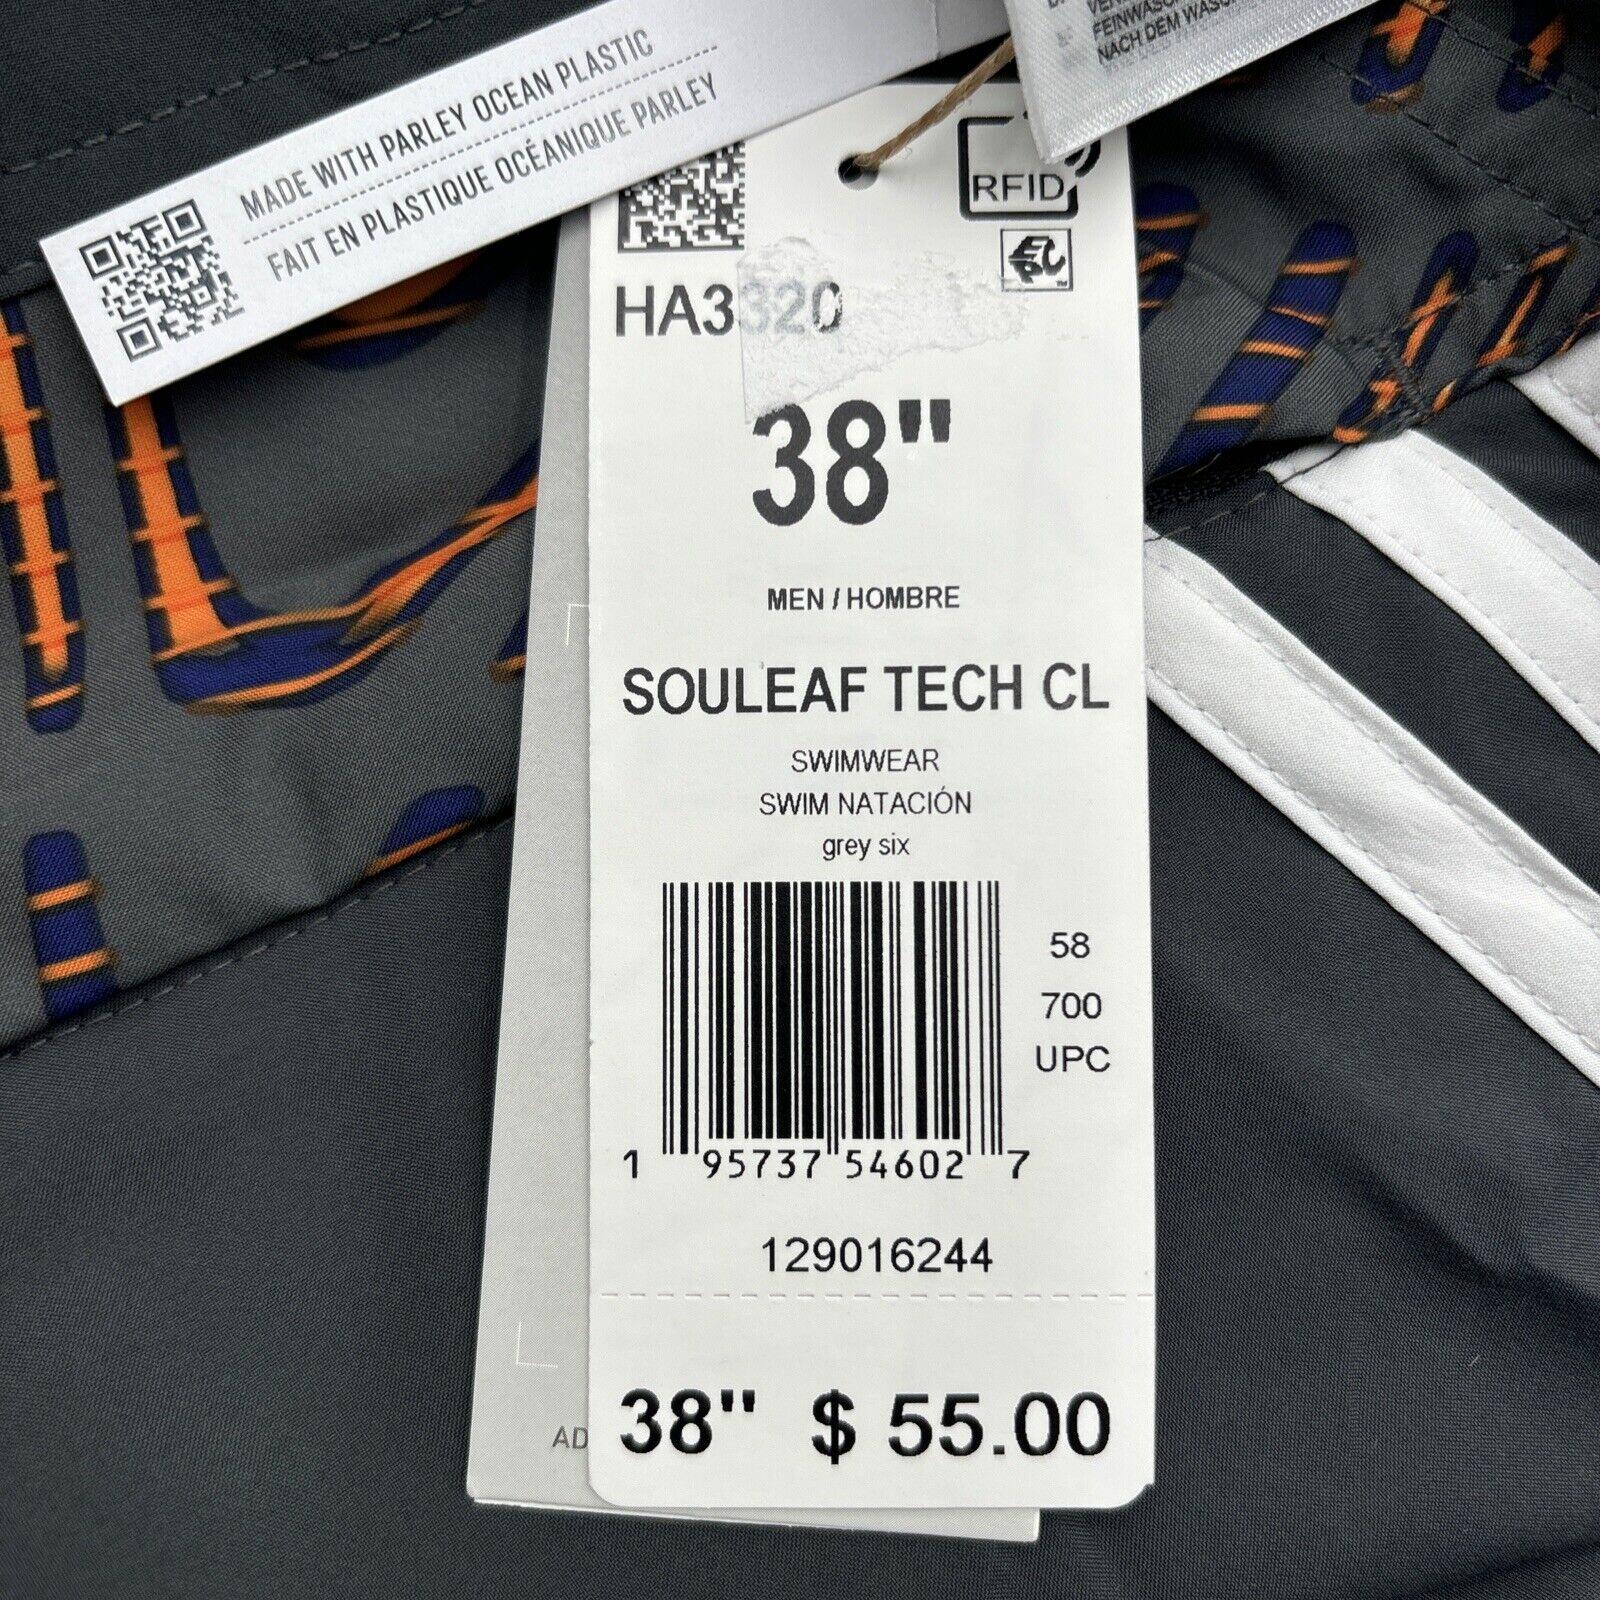 MADE WITH PARLEY OCEAN PLASTIC
FAIT EN PLASTIQUE OCÉANIQUE PARLEY
FEINWASCH
NACH DEM WASCH
RFID
EPC
HA3320
38"
MEN / HOMBRE
SOULEAF TECH CL
SWIMWEAR
SWIM NATACIÓN
grey six
58
700
UPC
1 95737 54602 7
129016244
38" $ 55.00
AD